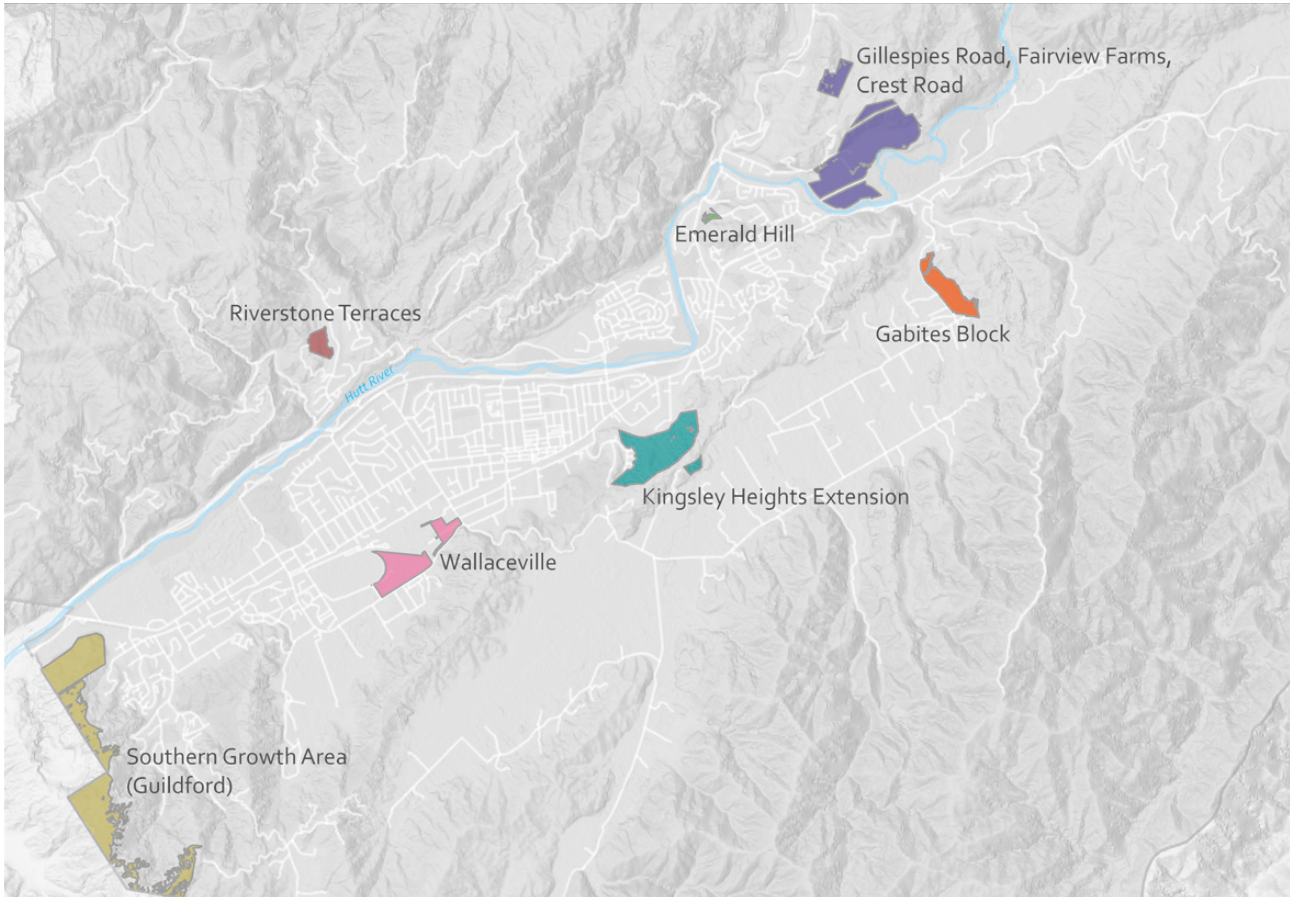 Gillespies Road, Fairview Farms,
Crest Road
Emerald Hill
Riverstone Terraces
Gabites Block
Hutt River
Kingsley Heights Extension
Wallaceville
Southern Growth Area
(Guildford)